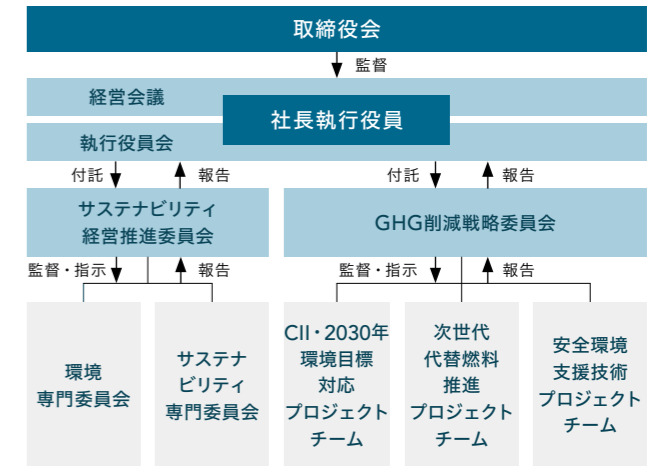 取締役会
監督
経営会議
社長執行役員
執行役員会
付託
報告
付託
報告
サステナビリティ
経営推進委員会
GHG削減戦略委員会
監督・指示
報告
監督・指示
報告
環境
専門委員会
サステナ
ビリティ
専門委員会
CII・2030年
環境目標
対応
プロジェクト
チーム
次世代
代替燃料
推進
プロジェクト
チーム
安全環境
支援技術
プロジェクト
チーム